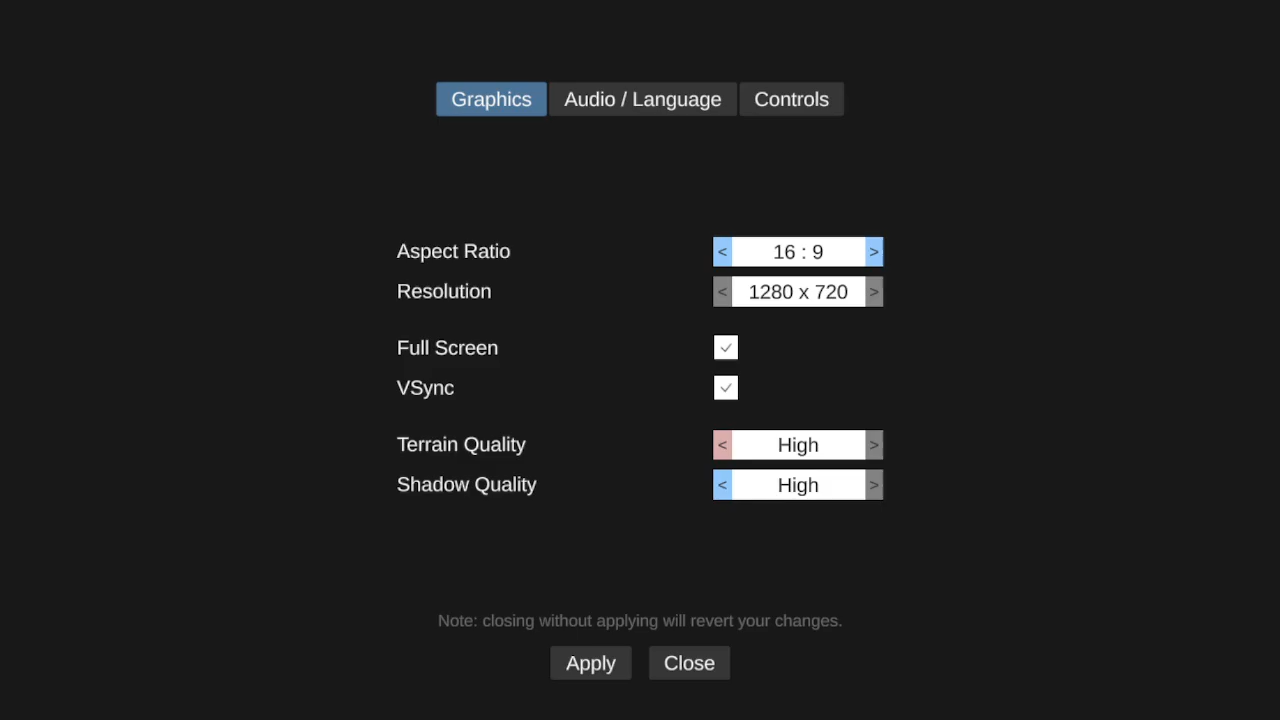 Graphics Audio / Language Controls
Aspect Ratio < 16 : 9 >
Resolution < 1280 x 720 >
Full Screen
VSync
Terrain Quality < High >
Shadow Quality < High >
Note: closing without applying will revert your changes.
Apply Close